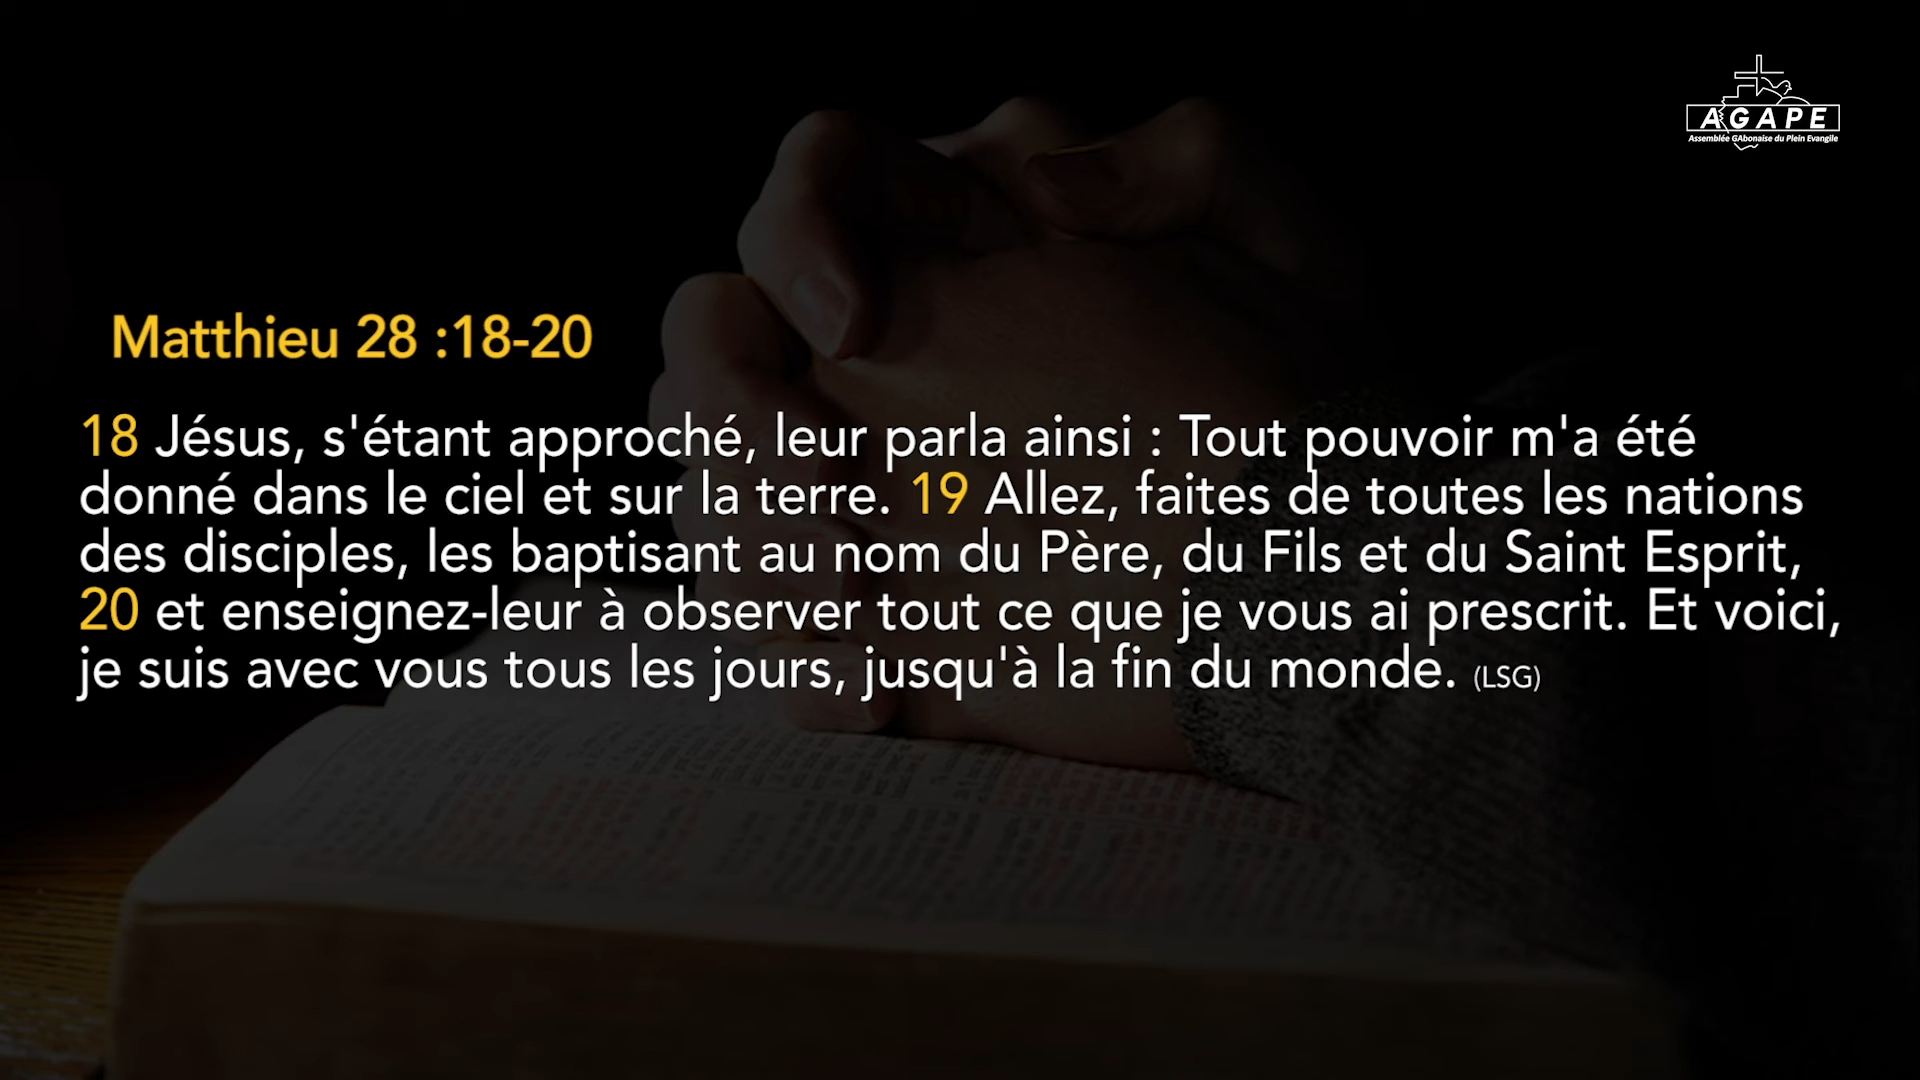 AGAPE
Assemblée GAbonaise du Plein Evangile
Matthieu 28 :18-20
18 Jésus, s'étant approché, leur parla ainsi : Tout pouvoir m'a été
donné dans le ciel et sur la terre. 19 Allez, faites de toutes les nations
des disciples, les baptisant au nom du Père, du Fils et du Saint Esprit,
20 et enseignez-leur à observer tout ce que je vous ai prescrit. Et voici,
je suis avec vous tous les jours, jusqu'à la fin du monde. (LSG)